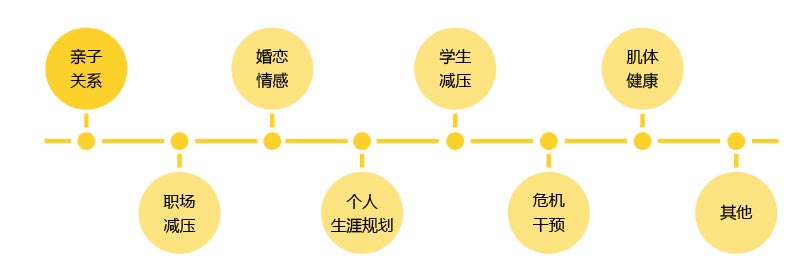 亲子
关系
婚恋
情感
学生
减压
肌体
健康
职场
减压
个人
生涯规划
危机
干预
其他